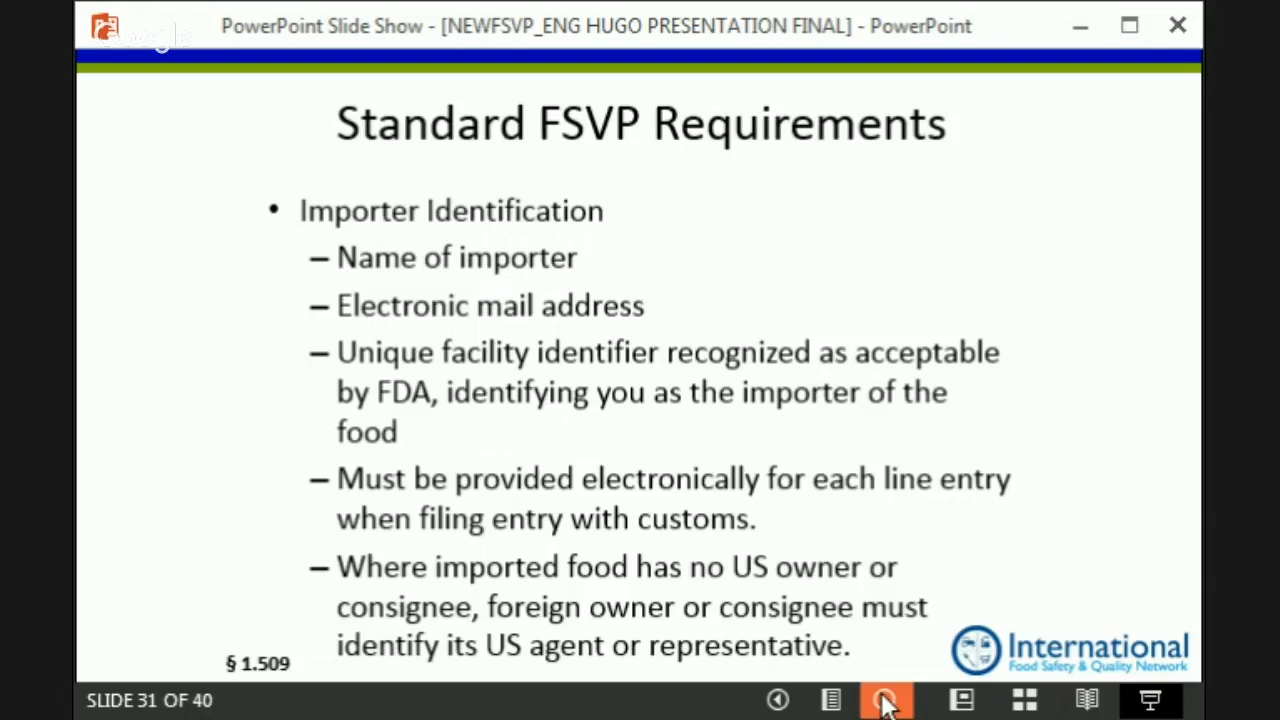 PowerPoint Slide Show - [NEWFSVP_ENG HUGO PRESENTATION FINAL] - PowerPoint
Google
Standard FSVP Requirements
• Importer Identification
– Name of importer
– Electronic mail address
– Unique facility identifier recognized as acceptable
by FDA, identifying you as the importer of the
food
– Must be provided electronically for each line entry
when filing entry with customs.
– Where imported food has no US owner or
consignee, foreign owner or consignee must
identify its US agent or representative.
§ 1.509
International
Food Safety & Quality Network
SLIDE 31 OF 40